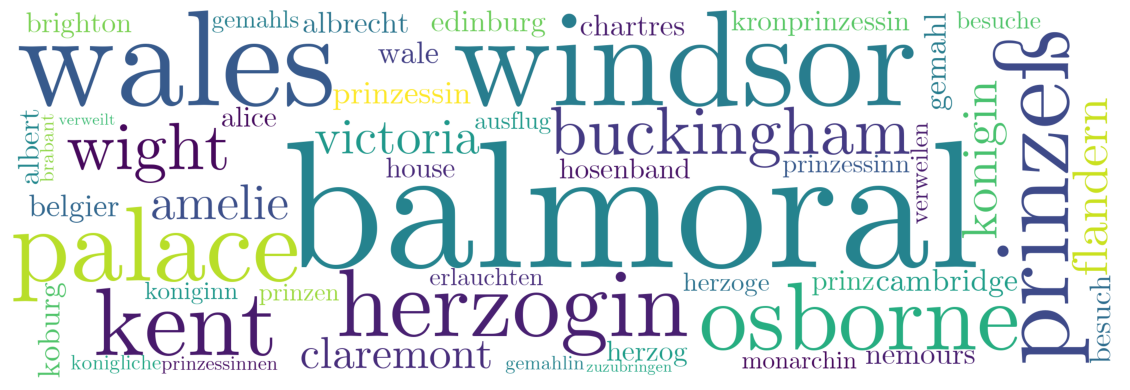 brighton gemahls albrecht edinburg chartres kronprinzessin besuche
wales wale windsor gemahl prinzeß
prinzessin
albert brabant verweilt alice victoria ausflug buckingham verweilen konigin flandern
wight house hosenband prinzessinn
belgier amelie balmoral
palace
erlauchten herzoge prinz cambridge besuch
koburg koniginn prinzen herzogin
kent osborne
claremont herzog
konigliche prinzessinnen gemahlin zuzubringen monarchin nemours